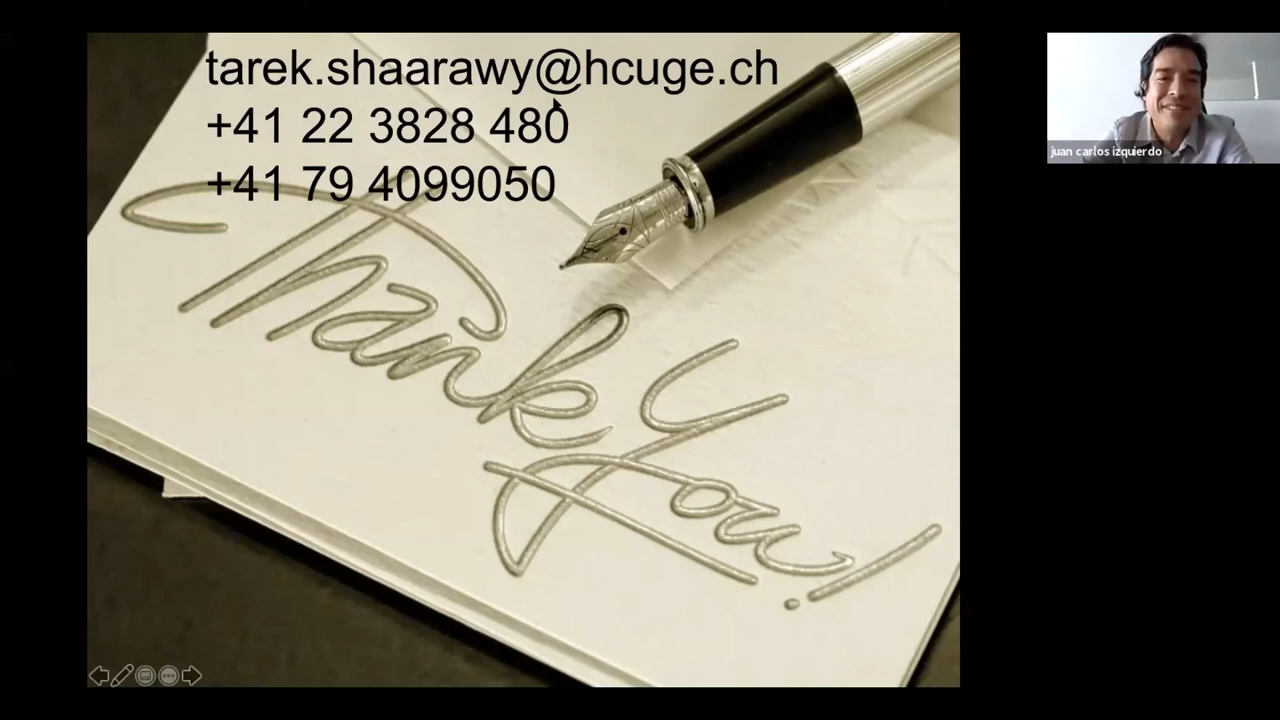 tarek.shaarawy@hcuge.ch
+41 22 3828 480
+41 79 4099050
Thank
You!
juan carlos izquierdo